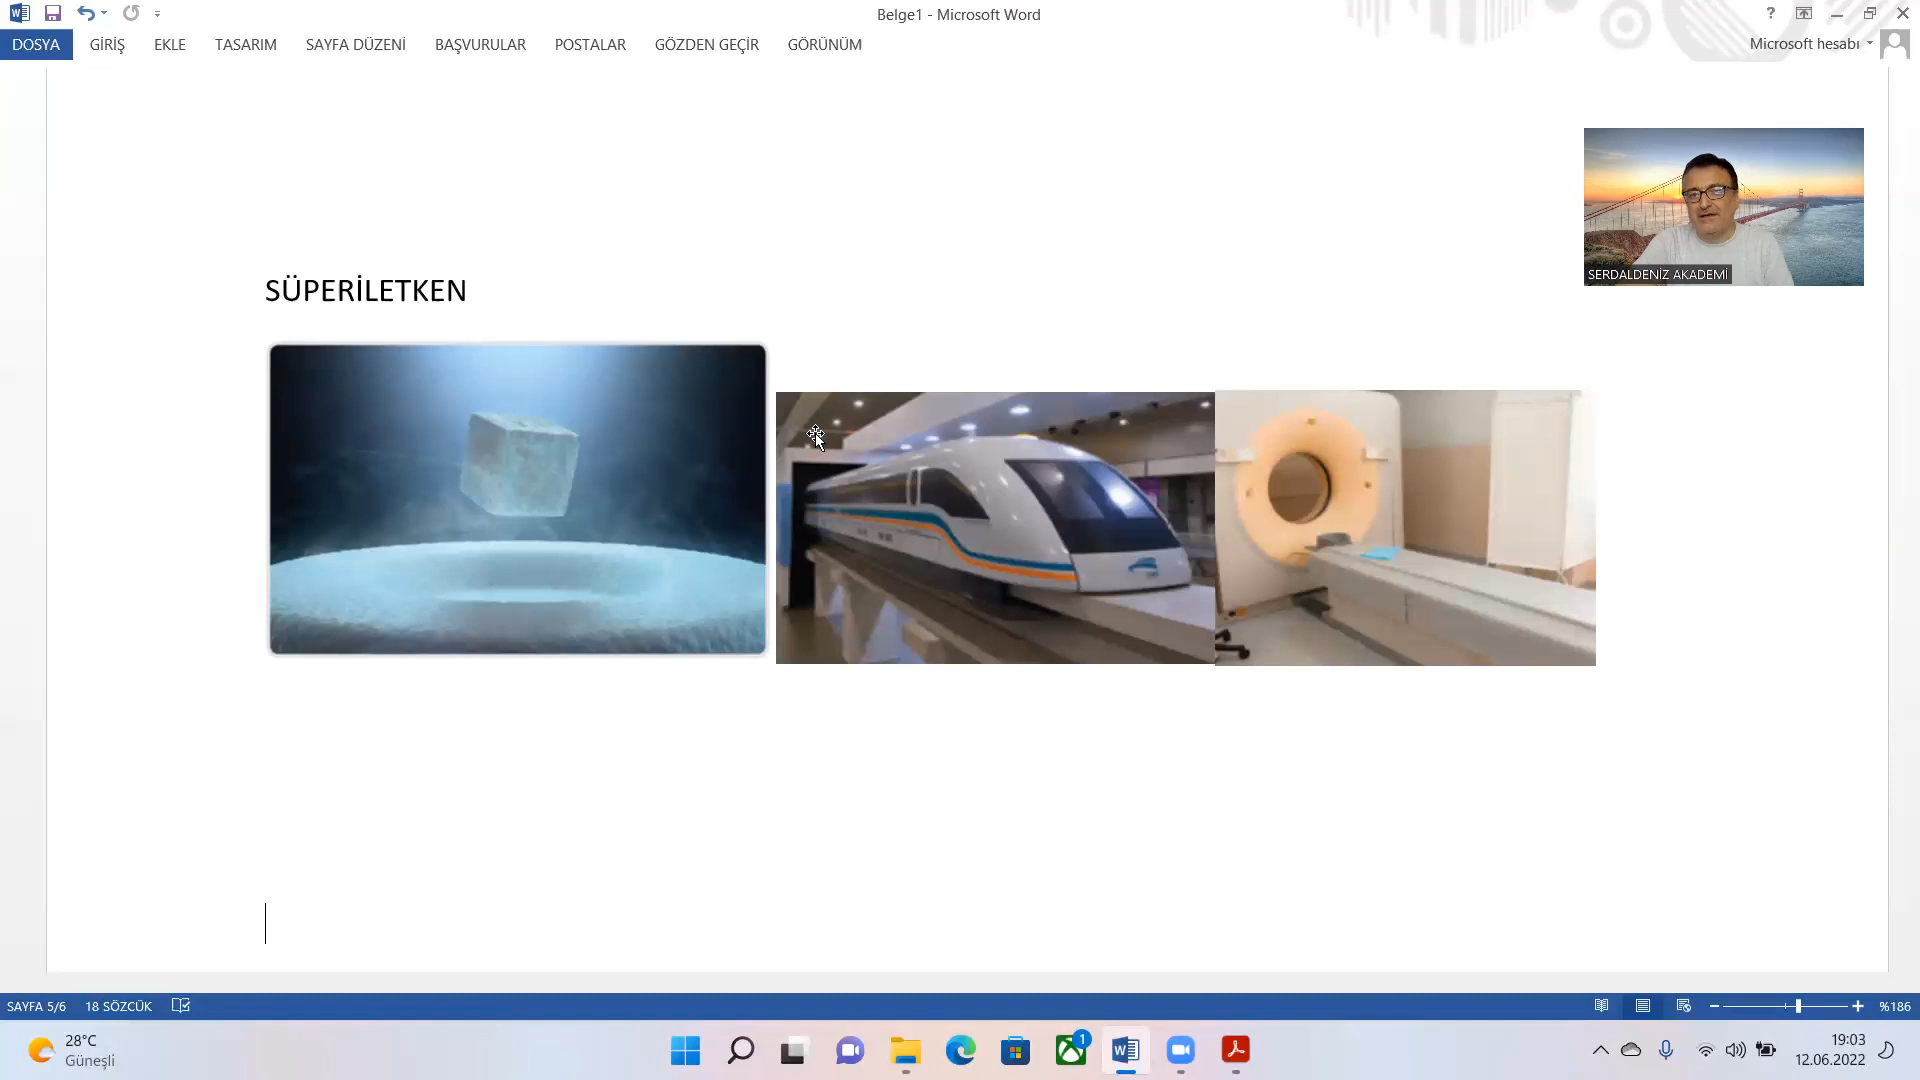 Belge1 - Microsoft Word
?
DOSYA GİRİŞ EKLE TASARIM SAYFA DÜZENİ BAŞVURULAR POSTALAR GÖZDEN GEÇİR GÖRÜNÜM
Microsoft hesabı
SERDALDENİZ AKADEMİ
SÜPERİLETKEN
SAYFA 5/6 18 SÖZCÜK
%186
28°C
Güneşli
1
19:03
12.06.2022